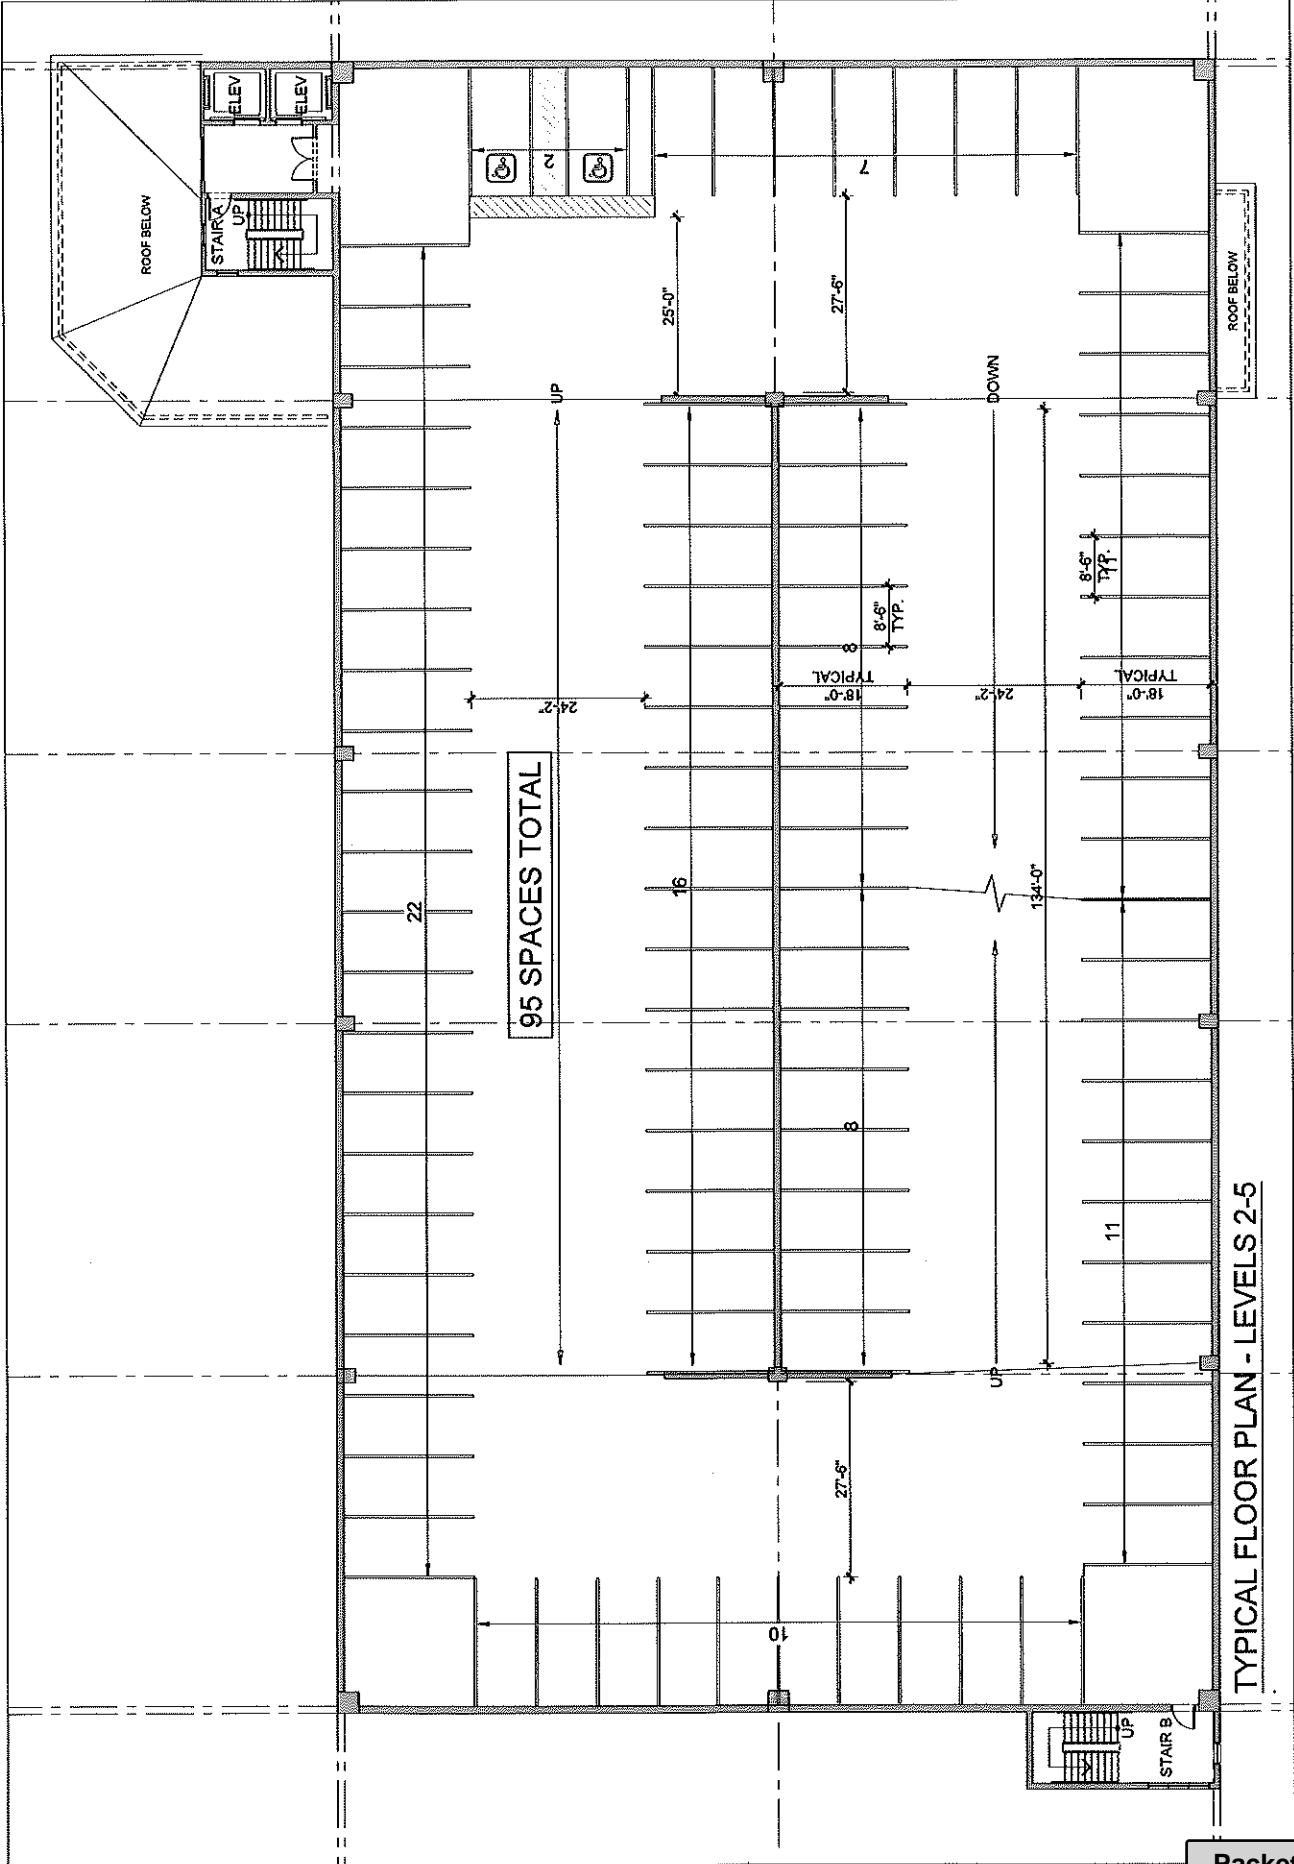 ELEV
ELEV
UP
STAIR A
ROOF BELOW
2
7
25'-0"
27'-6"
UP
DOWN
ROOF BELOW
8'-6"
TYP.
8'-6"
TYP.
8
18'-0"
TYPICAL
24'-2"
24'-2"
18'-0"
TYPICAL
95 SPACES TOTAL
22
16
134'-0"
8
11
UP
27'-6"
10
UP
STAIR B
TYPICAL FLOOR PLAN - LEVELS 2-5
Packet